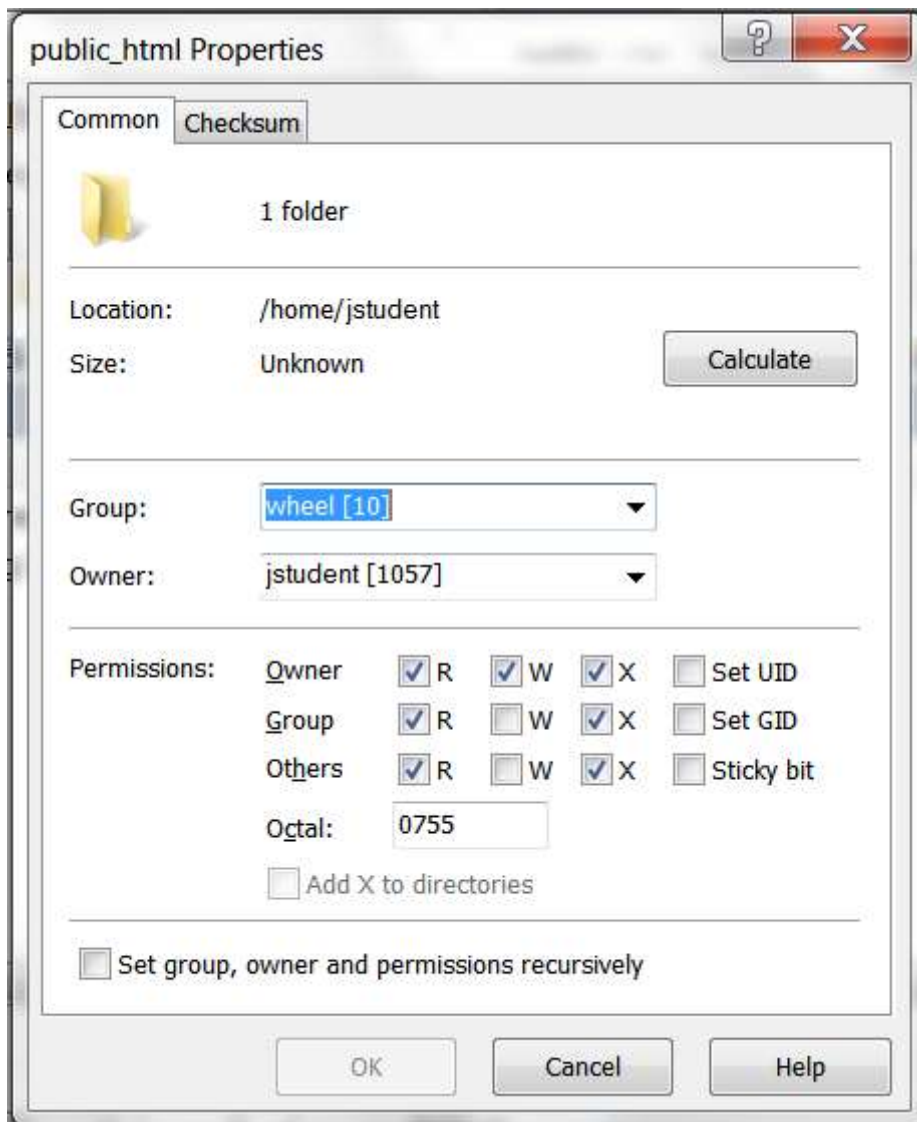 public_html Properties
Common Checksum
1 folder
Location: /home/jstudent
Size: Unknown Calculate
Group: wheel [10]
Owner: jstudent [1057]
Permissions: Owner R W X Set UID
Group R W X Set GID
Others R W X Sticky bit
Octal: 0755
Add X to directories
Set group, owner and permissions recursively
OK Cancel Help